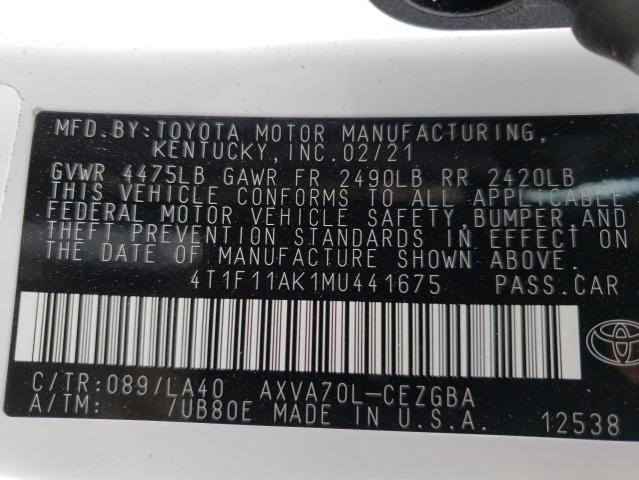 MFD.BY:TOYOTA MOTOR MANUFACTURING,
KENTUCKY,INC.02/21
GVWR 4475LB GAWR FR 2490LB RR 2420LB
THIS VEHICLE CONFORMS TO ALL APPLICABLE
FEDERAL MOTOR VEHICLE SAFETY,BUMPER,AND
THEFT PREVENTION STANDARDS IN EFFECT ON
THE DATE OF MANUFACTURE SHOWN ABOVE.
4T1F11AK1MU441675 PASS.CAR
C/TR:089/LA40 AXVA70L-CEZGBA
A/TM: /UB80E MADE IN U.S.A. 12538